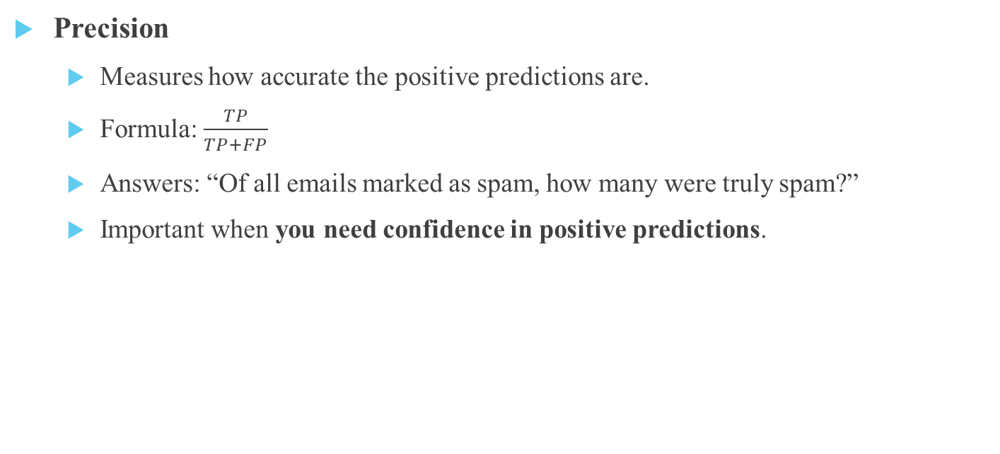 Precision
Measures how accurate the positive predictions are.
Formula: TP/TP+FP
Answers: “Of all emails marked as spam, how many were truly spam?”
Important when you need confidence in positive predictions.